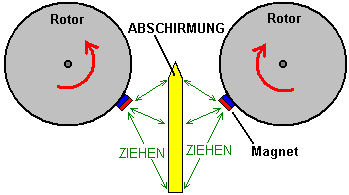 Rotor
Rotor
ABSCHIRMUNG
ZIEHEN
ZIEHEN
Magnet